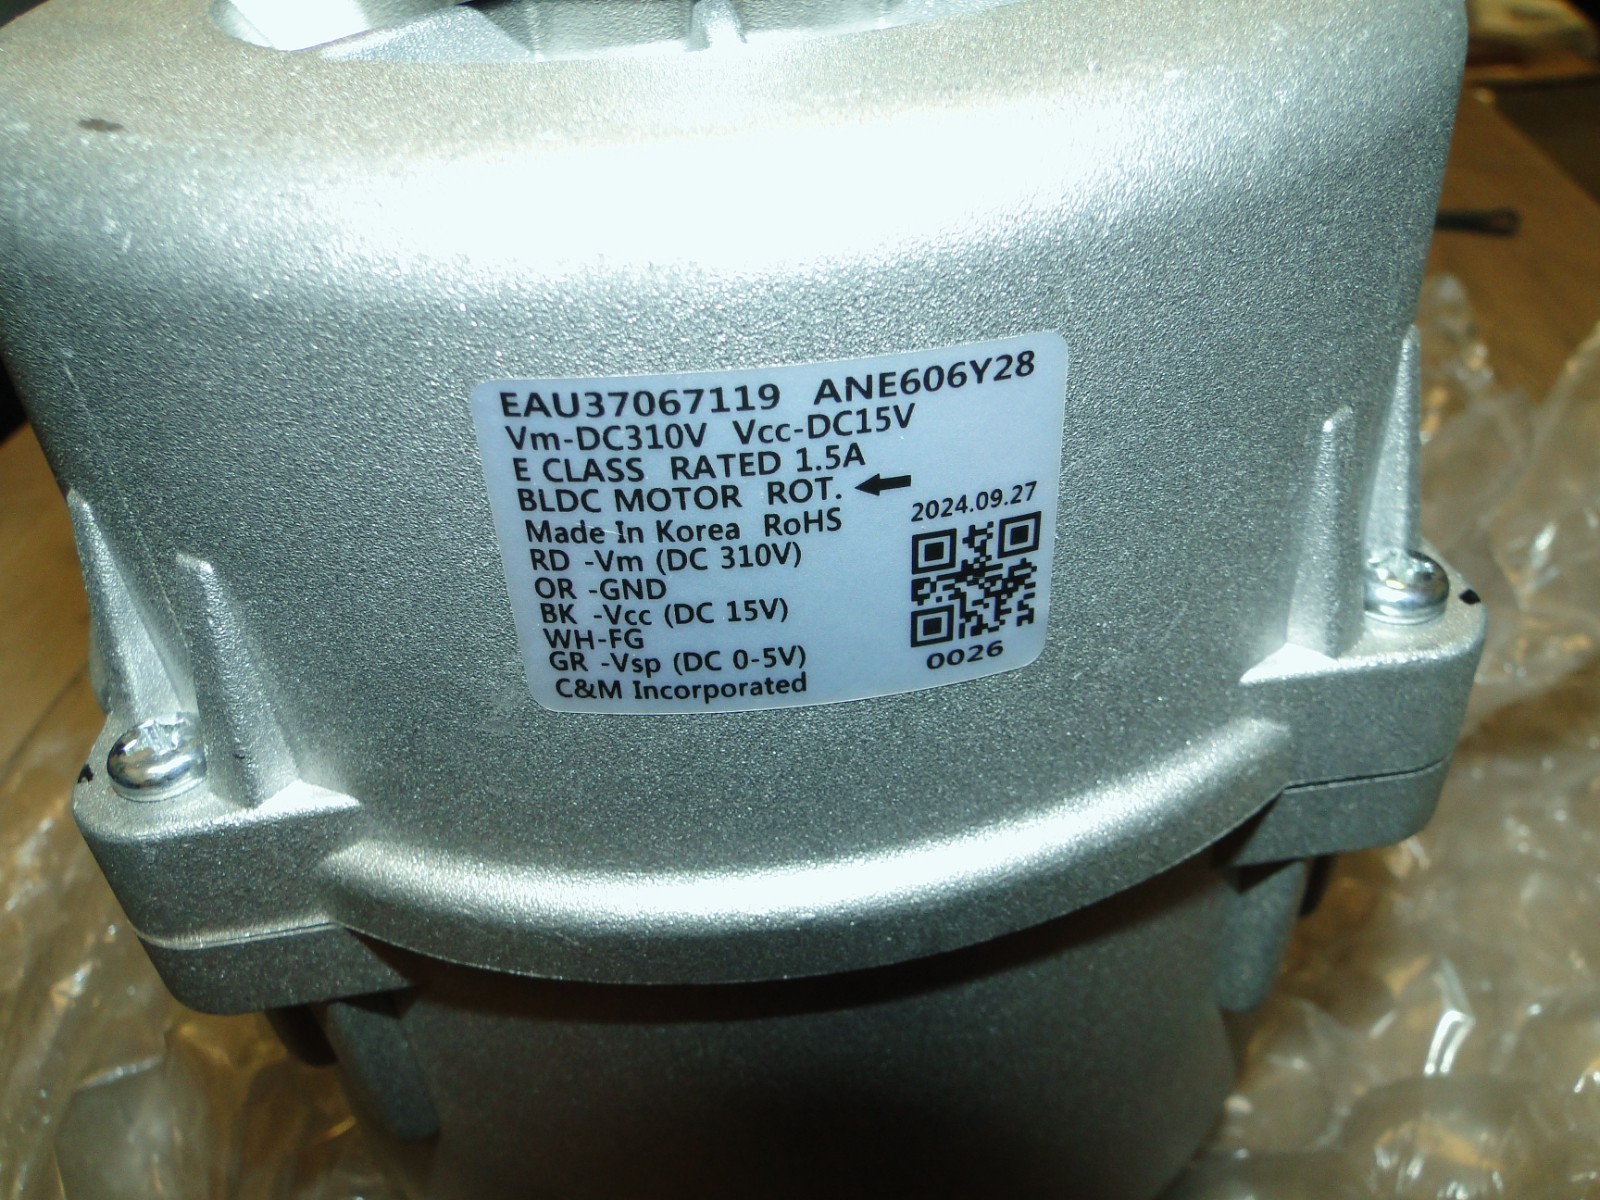 EAU37067119 ANE606Y28
Vm-DC310V Vcc-DC15V
E CLASS RATED 1.5A
BLDC MOTOR ROT. ←
Made In Korea RoHS
2024.09.27
RD -Vm (DC 310V)
OR -GND
BK -Vcc (DC 15V)
WH-FG
GR -Vsp (DC 0-5V)
C&M Incorporated
0026